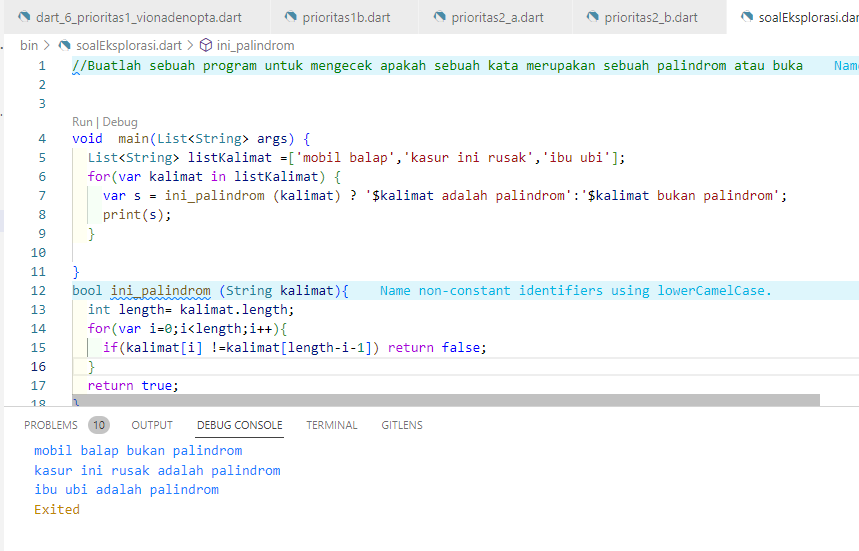 dart_6_prioritas1_vionadenopta.dart prioritas1b.dart prioritas2_a.dart prioritas2_b.dart soalEksplorasi.dar
bin > soalEksplorasi.dart > ini_palindrom
1 //Buatlah sebuah program untuk mengecek apakah sebuah kata merupakan sebuah palindrom atau buka Name
2
3
Run | Debug
4 void  main(List<String> args) {
5   List<String> listKalimat =['mobil balap','kasur ini rusak','ibu ubi'];
6   for(var kalimat in listKalimat) {
7     var s = ini_palindrom (kalimat) ? '$kalimat adalah palindrom':'$kalimat bukan palindrom';
8     print(s);
9   }
10
11 }
12 bool ini_palindrom (String kalimat){ Name non-constant identifiers using lowerCamelCase.
13   int length= kalimat.length;
14   for(var i=0;i<length;i++){
15     if(kalimat[i] !=kalimat[length-i-1]) return false;
16   }
17   return true;
18 }
PROBLEMS 10 OUTPUT DEBUG CONSOLE TERMINAL GITLENS
mobil balap bukan palindrom
kasur ini rusak adalah palindrom
ibu ubi adalah palindrom
Exited